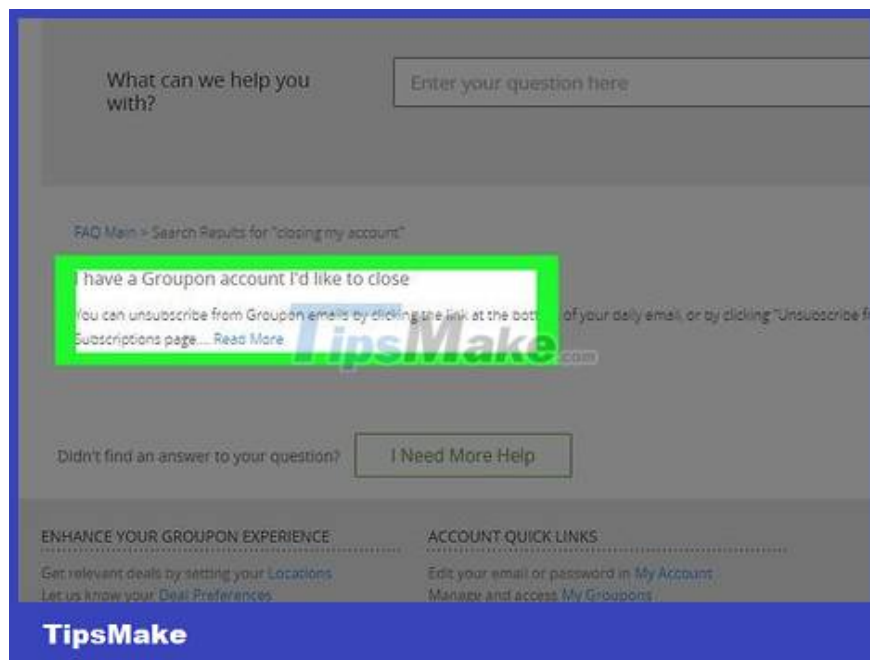 What can we help you
with?
Enter your question here
FAQ Main > Search Results for "closing my account"
I have a Groupon account I'd like to close
You can unsubscribe from Groupon emails by clicking the link at the bott of your daily email, or by clicking "Unsubscribe
Subscriptions page.... Read More
TipsMake.com
Didn't find an answer to your question?
I Need More Help
ENHANCE YOUR GROUPON EXPERIENCE
ACCOUNT QUICK LINKS
Get relevant deals by setting your Locations
Edit your email or password in My Account
Let us know your Deal Preferences
Manage and access My Groupons
TipsMake